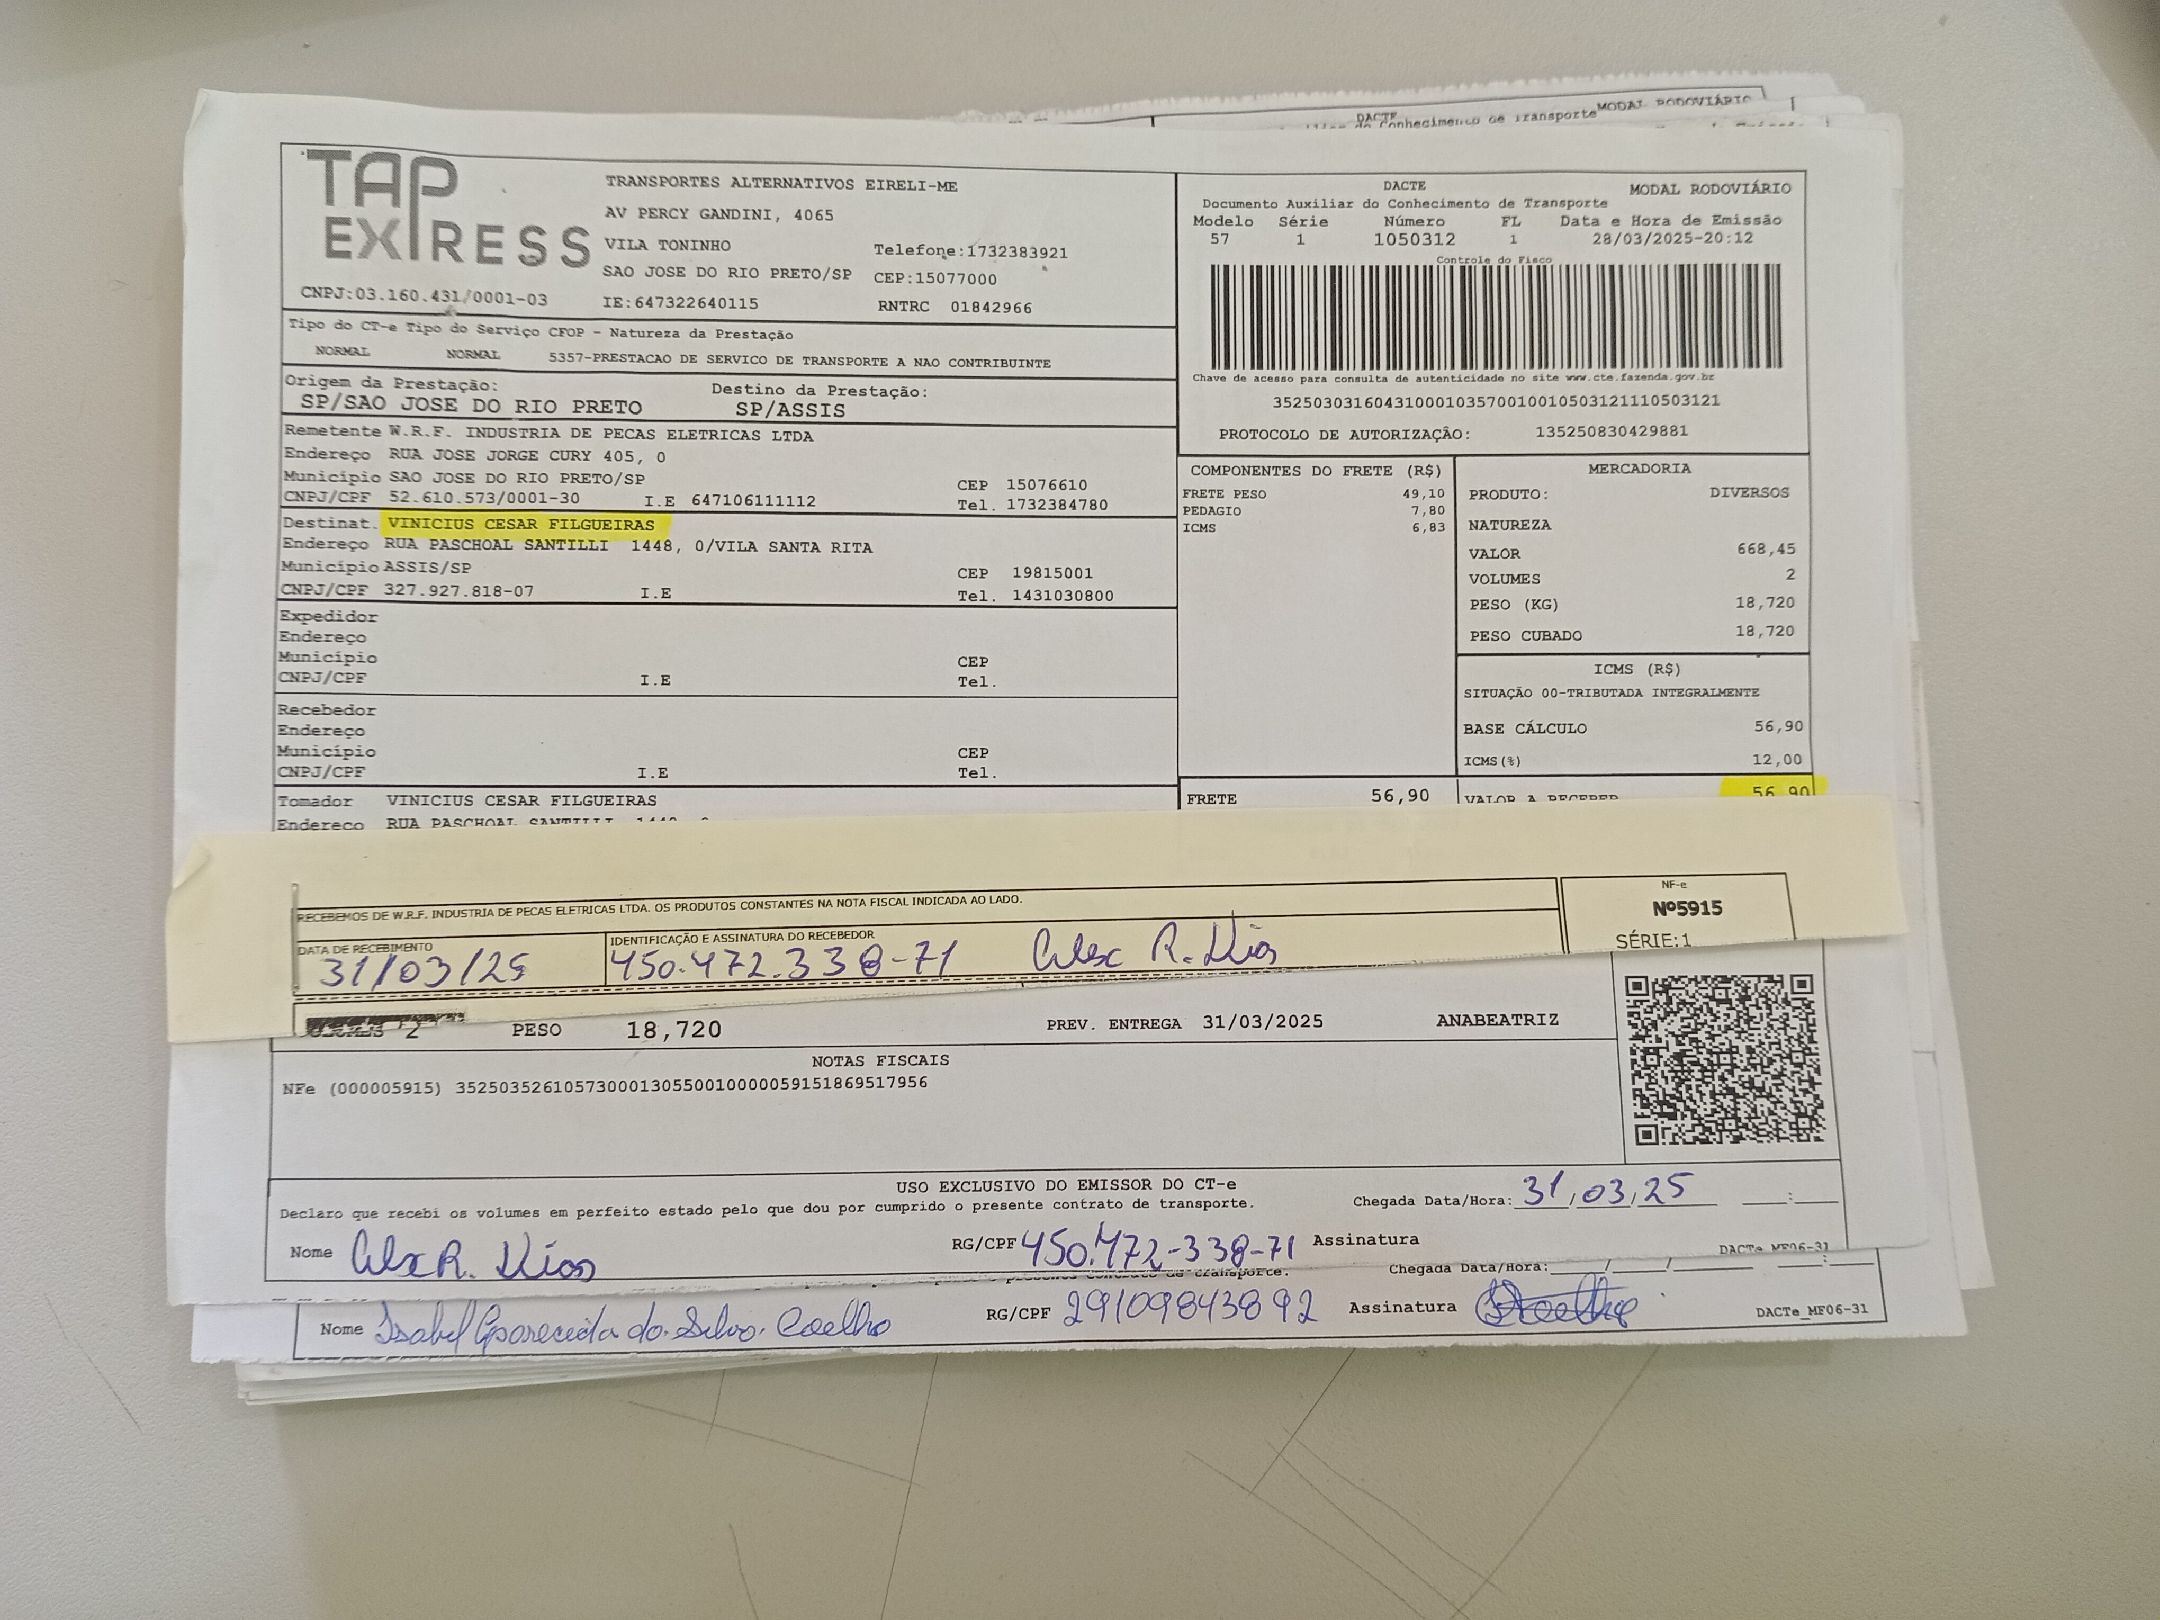 DACTE MODAL RODOVIÁRIO
Conhecimento de Transporte
TAP EXPRESS
TRANSPORTES ALTERNATIVOS EIRELI-ME
AV PERCY GANDINI, 4065
VILA TONINHO Telefone:1732383921
SAO JOSE DO RIO PRETO/SP CEP:15077000
CNPJ:03.160.431/0001-03 IE:647322640115 RNTRC 01842966
DACTE MODAL RODOVIÁRIO
Documento Auxiliar do Conhecimento de Transporte
Modelo Série Número FL Data e Hora de Emissão
57 1 1050312 1 28/03/2025-20:12
Controle do Fisco
Chave de acesso para consulta de autenticidade no site www.cte.fazenda.gov.br
35250303160431000103570010010503121110503121
PROTOCOLO DE AUTORIZAÇÃO: 135250830429881
Tipo do CT-e Tipo do Serviço CFOP - Natureza da Prestação
NORMAL NORMAL 5357-PRESTACAO DE SERVICO DE TRANSPORTE A NAO CONTRIBUINTE
Origem da Prestação: Destino da Prestação:
SP/SAO JOSE DO RIO PRETO SP/ASSIS
Remetente W.R.F. INDUSTRIA DE PECAS ELETRICAS LTDA
Endereço RUA JOSE JORGE CURY 405, 0
Município SAO JOSE DO RIO PRETO/SP CEP 15076610
CNPJ/CPF 52.610.573/0001-30 I.E 647106111112 Tel. 1732384780
Destinat. VINICIUS CESAR FILGUEIRAS
Endereço RUA PASCHOAL SANTILLI 1448, 0/VILA SANTA RITA
Município ASSIS/SP CEP 19815001
CNPJ/CPF 327.927.818-07 I.E Tel. 1431030800
Expedidor
Endereço
Município CEP
CNPJ/CPF I.E Tel.
Recebedor
Endereço
Município CEP
CNPJ/CPF I.E Tel.
Tomador VINICIUS CESAR FILGUEIRAS
Endereço RUA PASCHOAL SANTILLI
COMPONENTES DO FRETE (R$)
FRETE PESO 49,10
PEDAGIO 7,80
ICMS 6,83
FRETE 56,90
MERCADORIA
PRODUTO: DIVERSOS
NATUREZA
VALOR 668,45
VOLUMES 2
PESO (KG) 18,720
PESO CUBADO 18,720
ICMS (R$)
SITUAÇÃO 00-TRIBUTADA INTEGRALMENTE
BASE CÁLCULO 56,90
ICMS(%) 12,00
VALOR A RECEBER 56,90
RECEBEMOS DE W.R.F. INDUSTRIA DE PECAS ELETRICAS LTDA. OS PRODUTOS CONSTANTES NA NOTA FISCAL INDICADA AO LADO.
NF-e
Nº5915
SÉRIE:1
DATA DE RECEBIMENTO IDENTIFICAÇÃO E ASSINATURA DO RECEBEDOR
31/03/25 450.472.338-71 Alex R. Dias
2 PESO 18,720 PREV. ENTREGA 31/03/2025 ANABEATRIZ
NOTAS FISCAIS
NFe (000005915) 35250352610573000130550010000059151869517956
USO EXCLUSIVO DO EMISSOR DO CT-e
Declaro que recebi os volumes em perfeito estado pelo que dou por cumprido o presente contrato de transporte. Chegada Data/Hora: 31/03/25 __:__
Nome Alex R. Dias RG/CPF 450.472-338-71 Assinatura
DACTe_MF06-31
Chegada Data/Hora:____/____/____ __:__
Nome Isabel Aparecida da Silva Coelho RG/CPF 29109843892 Assinatura
DACTe_MF06-31